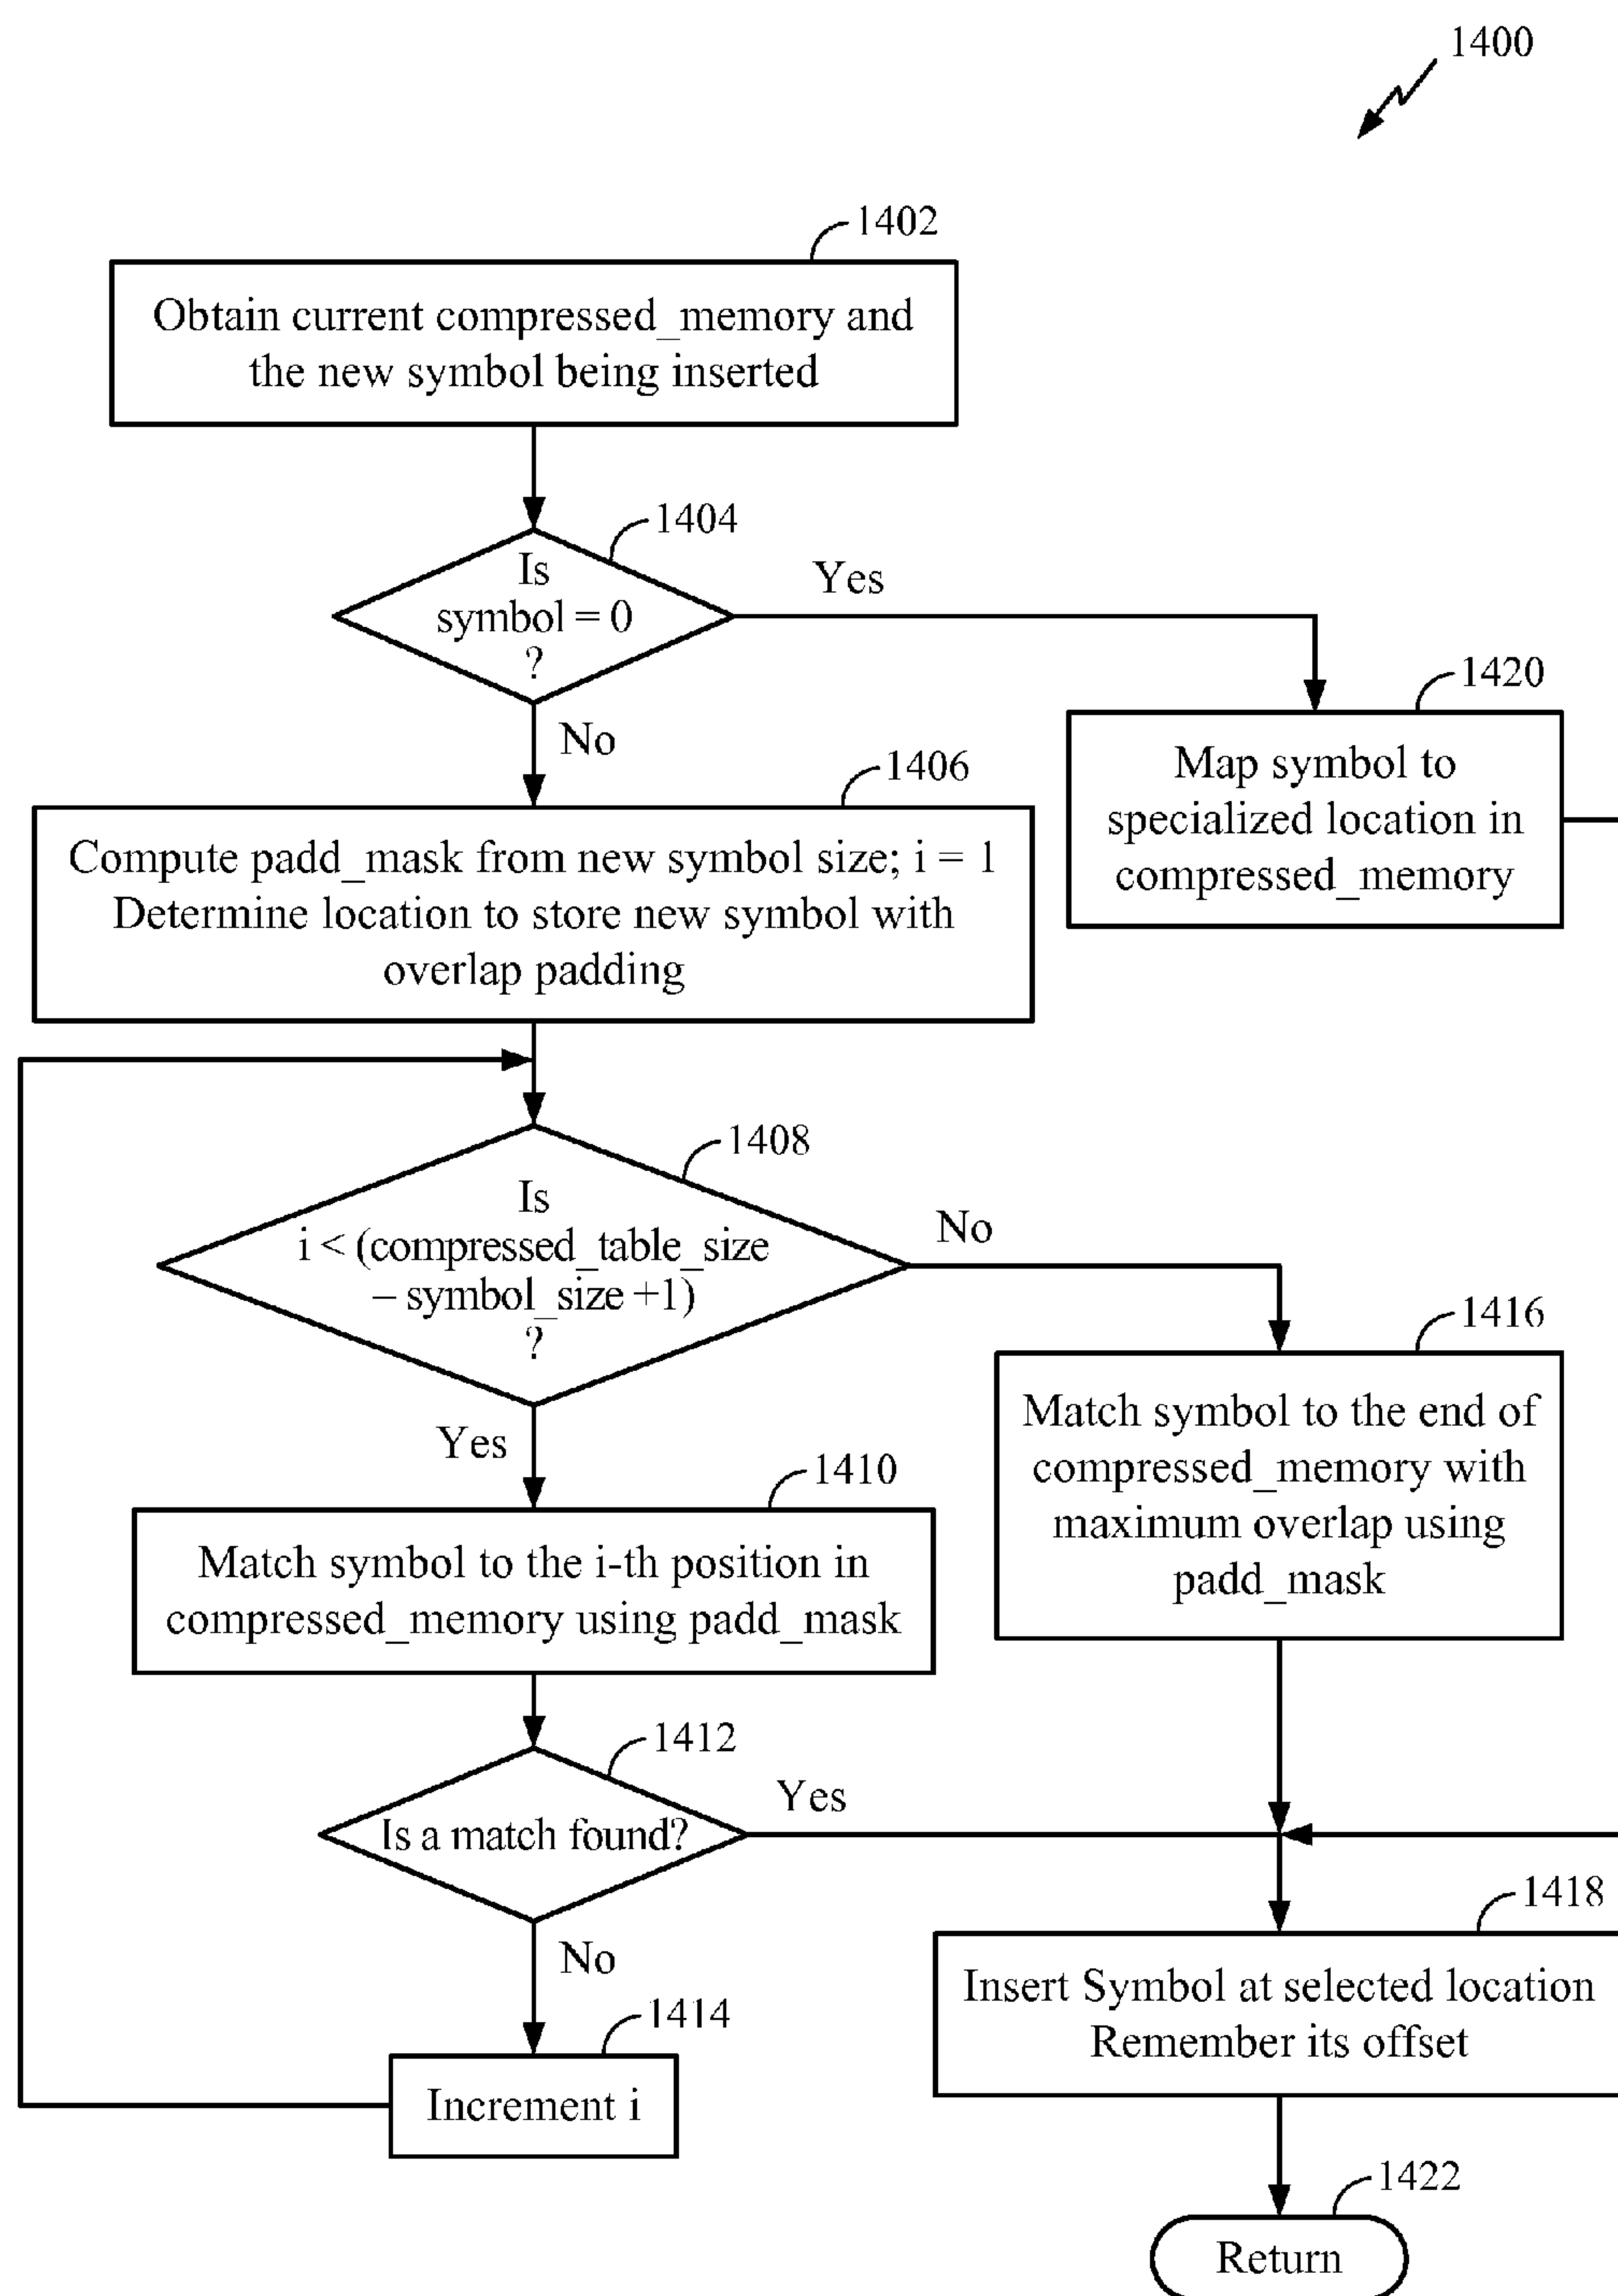 1400
1402
Obtain current compressed_memory and
the new symbol being inserted
1404
Is
symbol = 0
?
Yes
No
1420
Map symbol to
specialized location in
compressed_memory
1406
Compute padd_mask from new symbol size; i = 1
Determine location to store new symbol with
overlap padding
1408
Is
i < (compressed_table_size
– symbol_size +1)
?
No
Yes
1416
Match symbol to the end of
compressed_memory with
maximum overlap using
padd_mask
1410
Match symbol to the i-th position in
compressed_memory using padd_mask
1412
Is a match found?
Yes
No
1418
Insert Symbol at selected location
Remember its offset
1414
Increment i
1422
Return